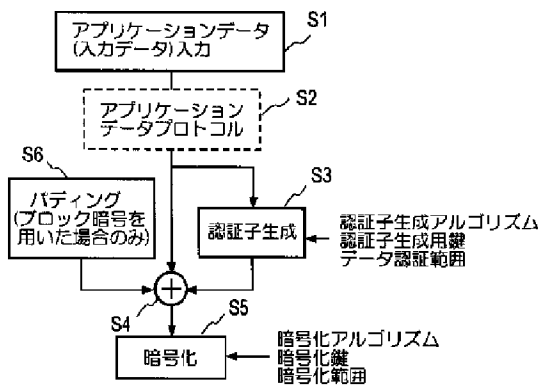 アプリケーションデータ
(入力データ)入力
S1
アプリケーション
データプロトコル
S2
S6
パディング
(ブロック暗号を
用いた場合のみ)
S3
認証子生成
認証子生成アルゴリズム
認証子生成用鍵
データ認証範囲
S4
S5
暗号化
暗号化アルゴリズム
暗号化鍵
暗号化範囲